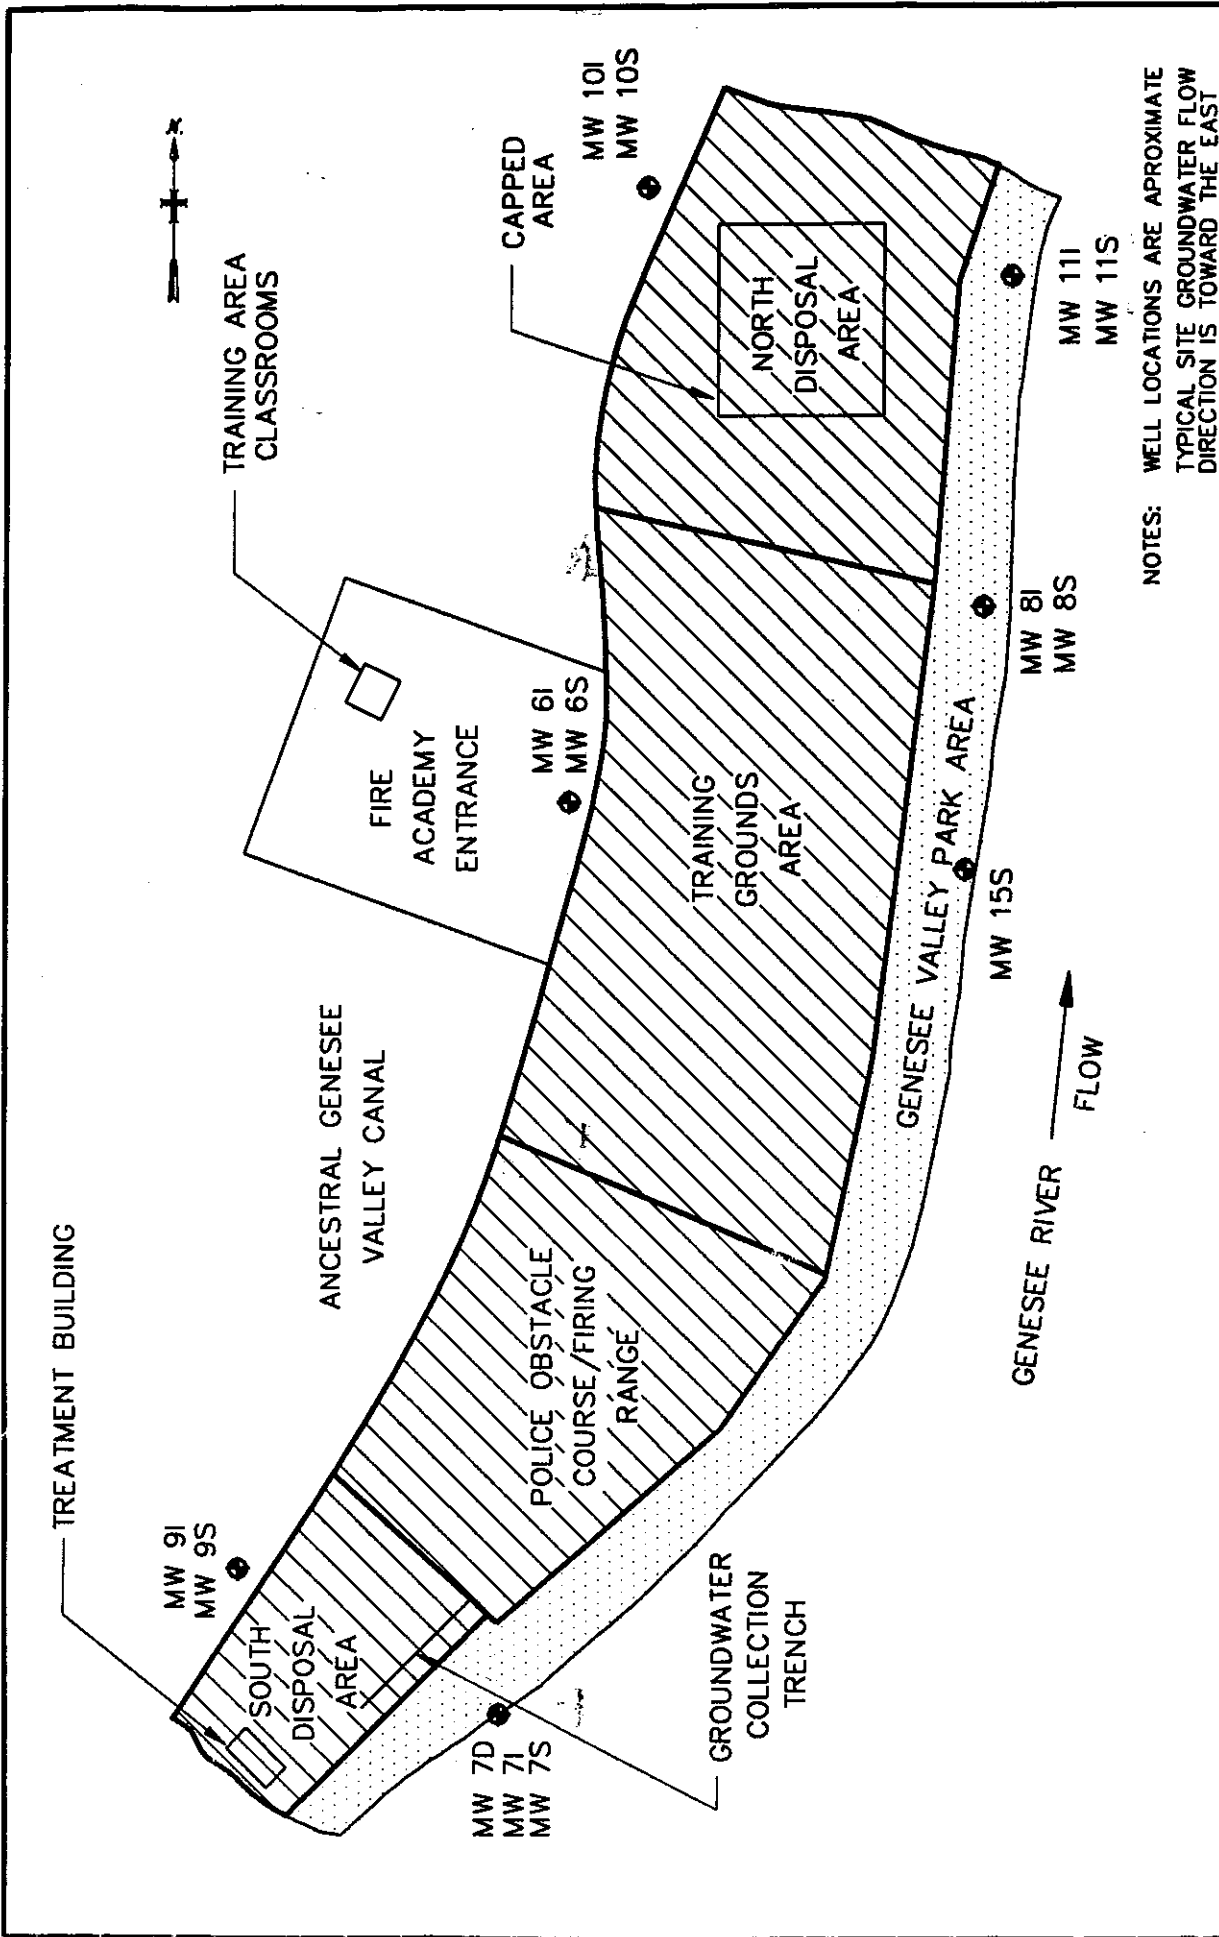 TREATMENT BUILDING
MW 9I
MW 9S
SOUTH
DISPOSAL
AREA
MW 7D
MW 7I
MW 7S
GROUNDWATER
COLLECTION
TRENCH
ANCESTRAL GENESEE
VALLEY CANAL
POLICE OBSTACLE
COURSE/FIRING
RANGE
TRAINING AREA
CLASSROOMS
FIRE
ACADEMY
ENTRANCE
MW 6I
MW 6S
TRAINING
GROUNDS
AREA
GENESEE VALLEY PARK AREA
MW 15S
GENESEE RIVER
FLOW
MW 8I
MW 8S
CAPPED
AREA
MW 10I
MW 10S
NORTH
DISPOSAL
AREA
MW 11I
MW 11S
NOTES: WELL LOCATIONS ARE APROXIMATE
TYPICAL SITE GROUNDWATER FLOW
DIRECTION IS TOWARD THE EAST